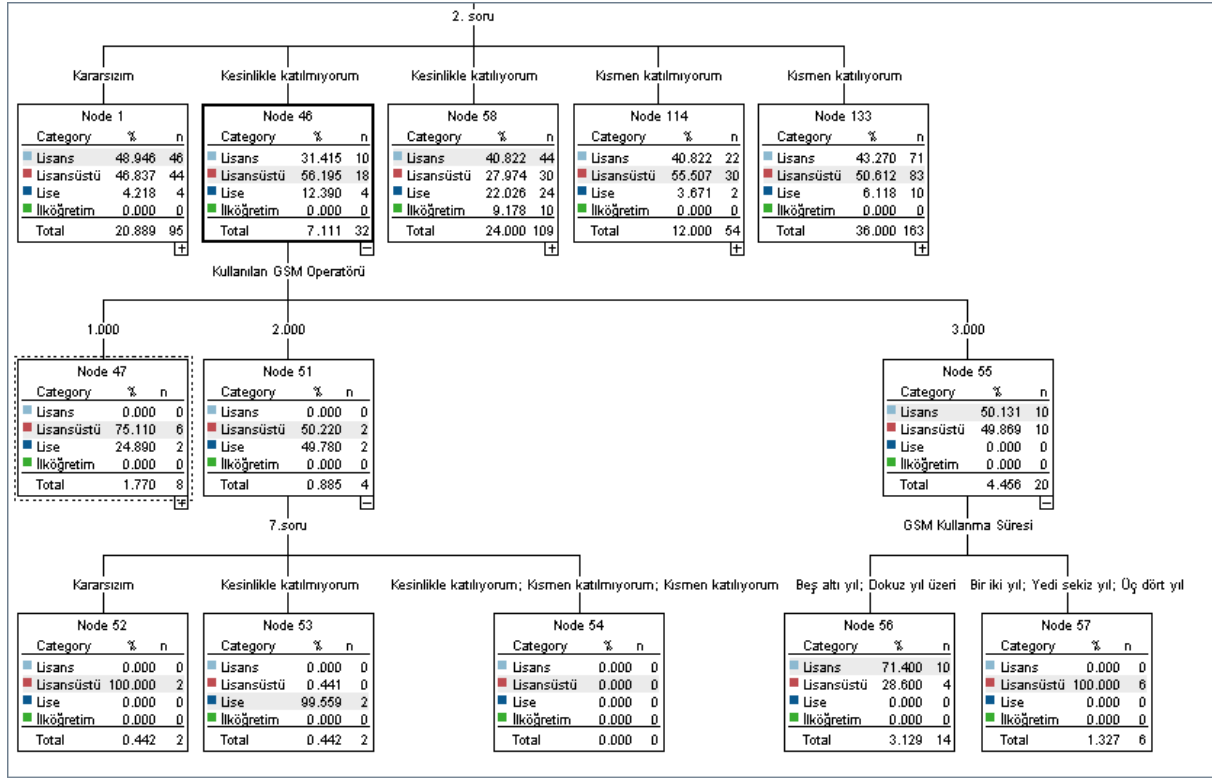 2. soru
Kararsızım
Kesinlikle katılmıyorum
Kesinlikle katılıyorum
Kısmen katılmıyorum
Kısmen katılıyorum
Node 1
Category % n
Lisans 48.946 46
Lisansüstü 46.837 44
Lise 4.218 4
İlköğretim 0.000 0
Total 20.889 95
Node 46
Category % n
Lisans 31.415 10
Lisansüstü 56.195 18
Lise 12.390 4
İlköğretim 0.000 0
Total 7.111 32
Node 58
Category % n
Lisans 40.822 44
Lisansüstü 27.974 30
Lise 22.026 24
İlköğretim 9.178 10
Total 24.000 109
Node 114
Category % n
Lisans 40.822 22
Lisansüstü 55.507 30
Lise 3.671 2
İlköğretim 0.000 0
Total 12.000 54
Node 133
Category % n
Lisans 43.270 71
Lisansüstü 50.612 83
Lise 6.118 10
İlköğretim 0.000 0
Total 36.000 163
Kullanılan GSM Operatörü
1.000
2.000
3.000
Node 47
Category % n
Lisans 0.000 0
Lisansüstü 75.110 6
Lise 24.890 2
İlköğretim 0.000 0
Total 1.770 8
Node 51
Category % n
Lisans 0.000 0
Lisansüstü 50.220 2
Lise 49.780 2
İlköğretim 0.000 0
Total 0.885 4
Node 55
Category % n
Lisans 50.131 10
Lisansüstü 49.869 10
Lise 0.000 0
İlköğretim 0.000 0
Total 4.456 20
7.soru
GSM Kullanma Süresi
Kararsızım
Kesinlikle katılmıyorum
Kesinlikle katılıyorum; Kısmen katılmıyorum; Kısmen katılıyorum
Beş altı yıl; Dokuz yıl üzeri
Bir iki yıl; Yedi sekiz yıl; Üç dört yıl
Node 52
Category % n
Lisans 0.000 0
Lisansüstü 100.000 2
Lise 0.000 0
İlköğretim 0.000 0
Total 0.442 2
Node 53
Category % n
Lisans 0.000 0
Lisansüstü 0.441 0
Lise 99.559 2
İlköğretim 0.000 0
Total 0.442 2
Node 54
Category % n
Lisans 0.000 0
Lisansüstü 0.000 0
Lise 0.000 0
İlköğretim 0.000 0
Total 0.000 0
Node 56
Category % n
Lisans 71.400 10
Lisansüstü 28.600 4
Lise 0.000 0
İlköğretim 0.000 0
Total 3.129 14
Node 57
Category % n
Lisans 0.000 0
Lisansüstü 100.000 6
Lise 0.000 0
İlköğretim 0.000 0
Total 1.327 6